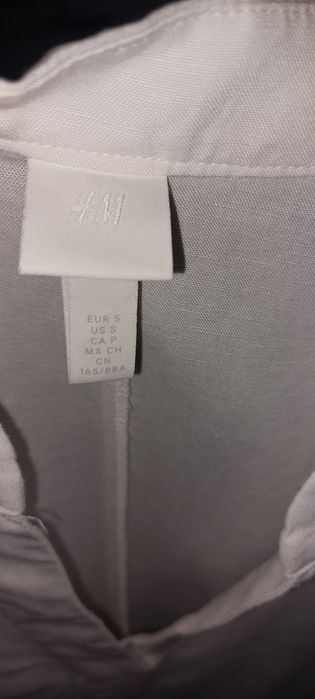 H&M
EUR S
US S
CA P
MX CH
CN
165/88A